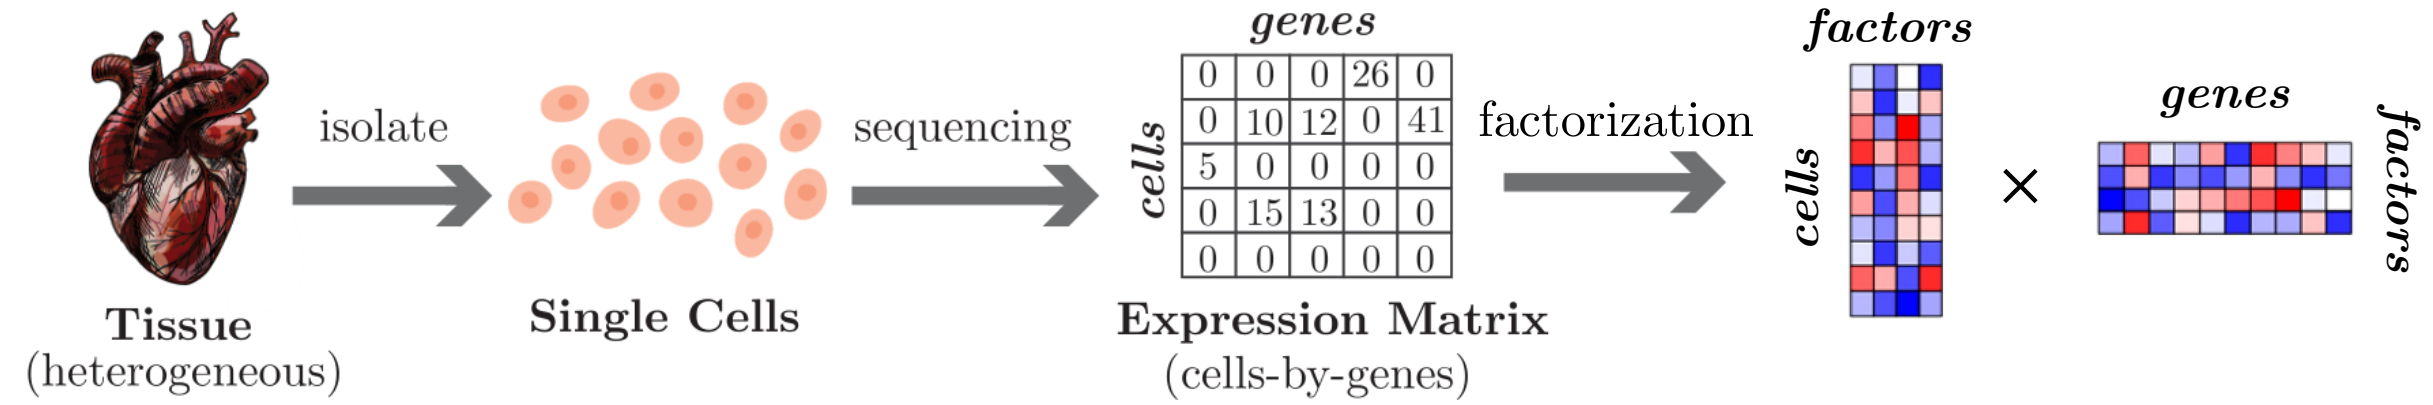 isolate
Tissue
(heterogeneous)
Single Cells
sequencing
genes
cells
0 0 0 26 0
0 10 12 0 41
5 0 0 0 0
0 15 13 0 0
0 0 0 0 0
Expression Matrix
(cells-by-genes)
factorization
factors
cells
×
genes
factors